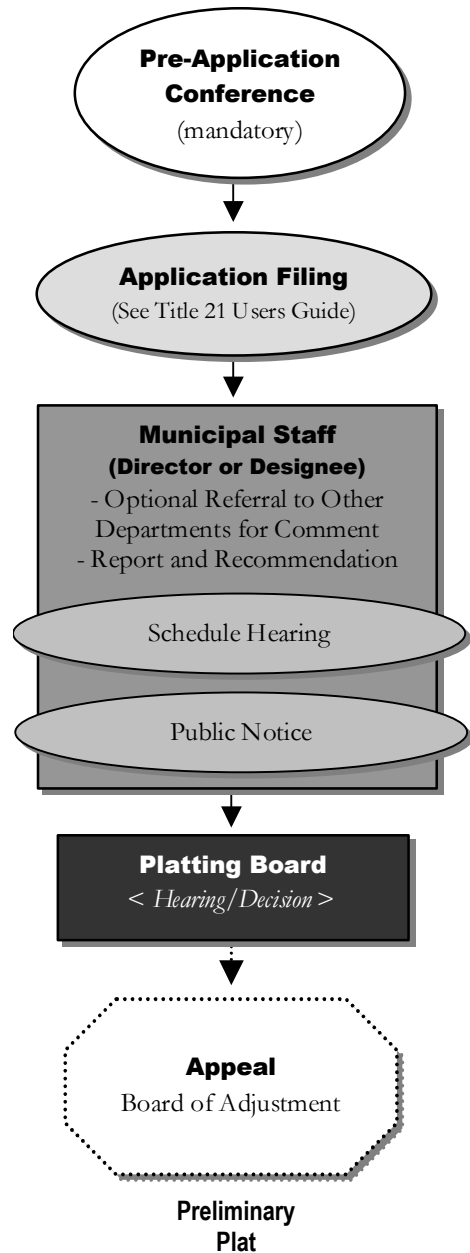 Pre-Application
Conference
(mandatory)
Application Filing
(See Title 21 Users Guide)
Municipal Staff
(Director or Designee)
- Optional Referral to Other
Departments for Comment
- Report and Recommendation
Schedule Hearing
Public Notice
Platting Board
< Hearing/Decision >
Appeal
Board of Adjustment
Preliminary
Plat